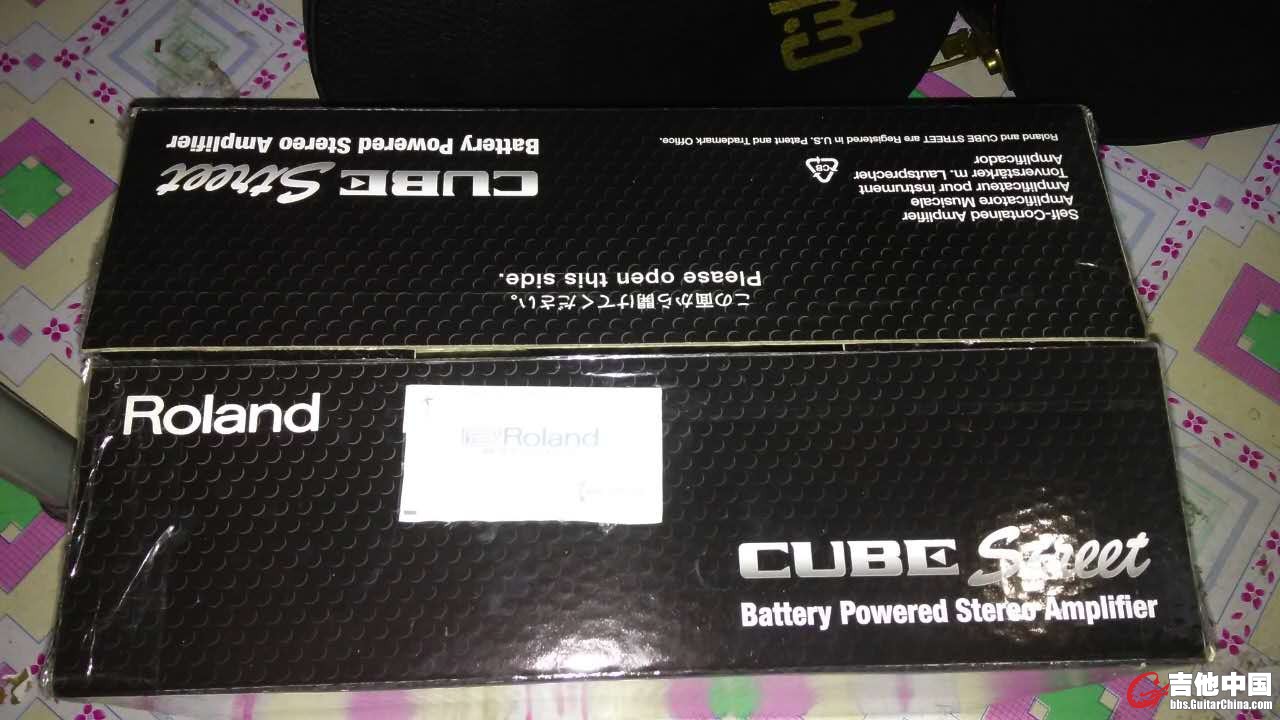 Battery Powered Stereo Amplifier
CUBE Street
Roland and CUBE STREET are Registered in U.S. Patent and Trademark Office.
Self-Contained Amplifier
Amplificatore Musicale
Amplificateur pour instrument
Tonverstärker m. Lautsprecher
Amplificador
この面から開けてください。
Please open this side.
Roland
Roland
CUBE Street
Battery Powered Stereo Amplifier
吉他中国
bbs.GuitarChina.com